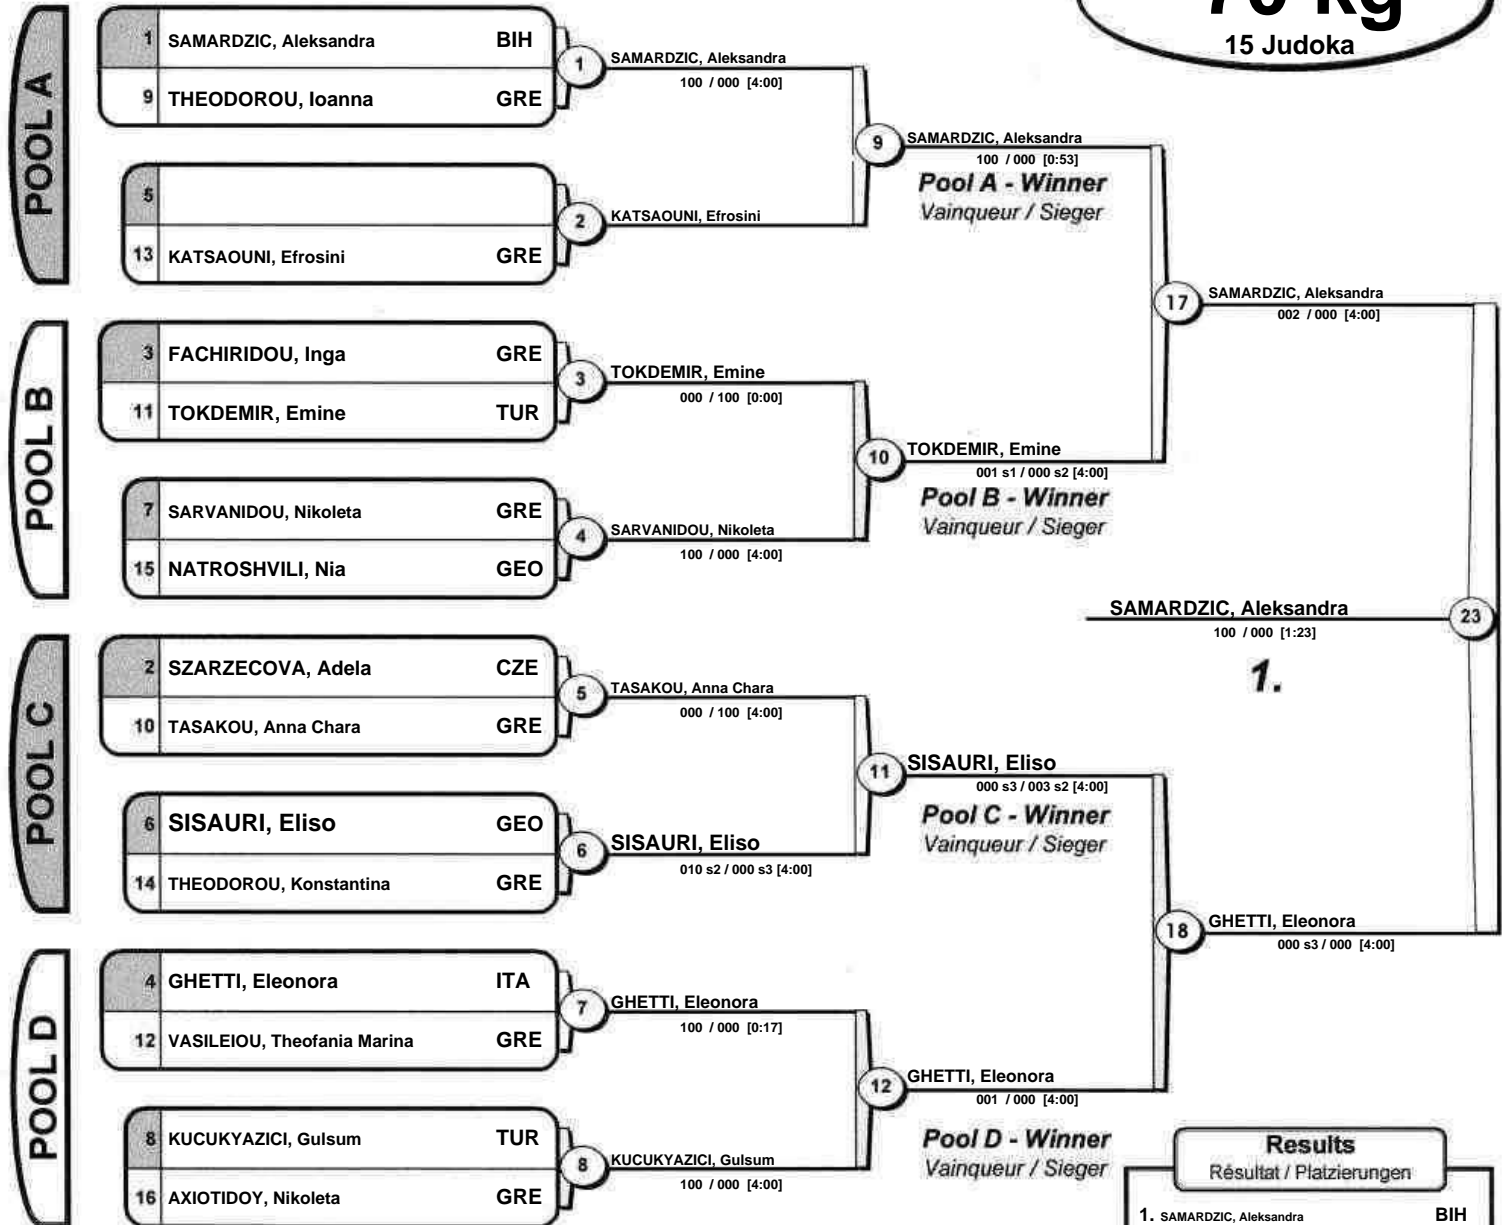 70 kg
15 Judoka
POOL A
1 SAMARDZIC, Aleksandra BIH
9 THEODOROU, Ioanna GRE
1
SAMARDZIC, Aleksandra
100 / 000 [4:00]
5
13 KATSAOUNI, Efrosini GRE
2
KATSAOUNI, Efrosini
9
SAMARDZIC, Aleksandra
100 / 000 [0:53]
Pool A - Winner
Vainqueur / Sieger
POOL B
3 FACHIRIDOU, Inga GRE
11 TOKDEMIR, Emine TUR
3
TOKDEMIR, Emine
000 / 100 [0:00]
7 SARVANIDOU, Nikoleta GRE
15 NATROSHVILI, Nia GEO
4
SARVANIDOU, Nikoleta
100 / 000 [4:00]
10
TOKDEMIR, Emine
001 s1 / 000 s2 [4:00]
Pool B - Winner
Vainqueur / Sieger
17
SAMARDZIC, Aleksandra
002 / 000 [4:00]
SAMARDZIC, Aleksandra
100 / 000 [1:23]
23
1.
POOL C
2 SZARZECOVA, Adela CZE
10 TASAKOU, Anna Chara GRE
5
TASAKOU, Anna Chara
000 / 100 [4:00]
6 SISAURI, Eliso GEO
14 THEODOROU, Konstantina GRE
6
SISAURI, Eliso
010 s2 / 000 s3 [4:00]
11
SISAURI, Eliso
000 s3 / 003 s2 [4:00]
Pool C - Winner
Vainqueur / Sieger
18
GHETTI, Eleonora
000 s3 / 000 [4:00]
POOL D
4 GHETTI, Eleonora ITA
12 VASILEIOU, Theofania Marina GRE
7
GHETTI, Eleonora
100 / 000 [0:17]
8 KUCUKYAZICI, Gulsum TUR
16 AXIOTIDOY, Nikoleta GRE
8
KUCUKYAZICI, Gulsum
100 / 000 [4:00]
12
GHETTI, Eleonora
001 / 000 [4:00]
Pool D - Winner
Vainqueur / Sieger
Results
Résultat / Platzierungen
1. SAMARDZIC, Aleksandra BIH